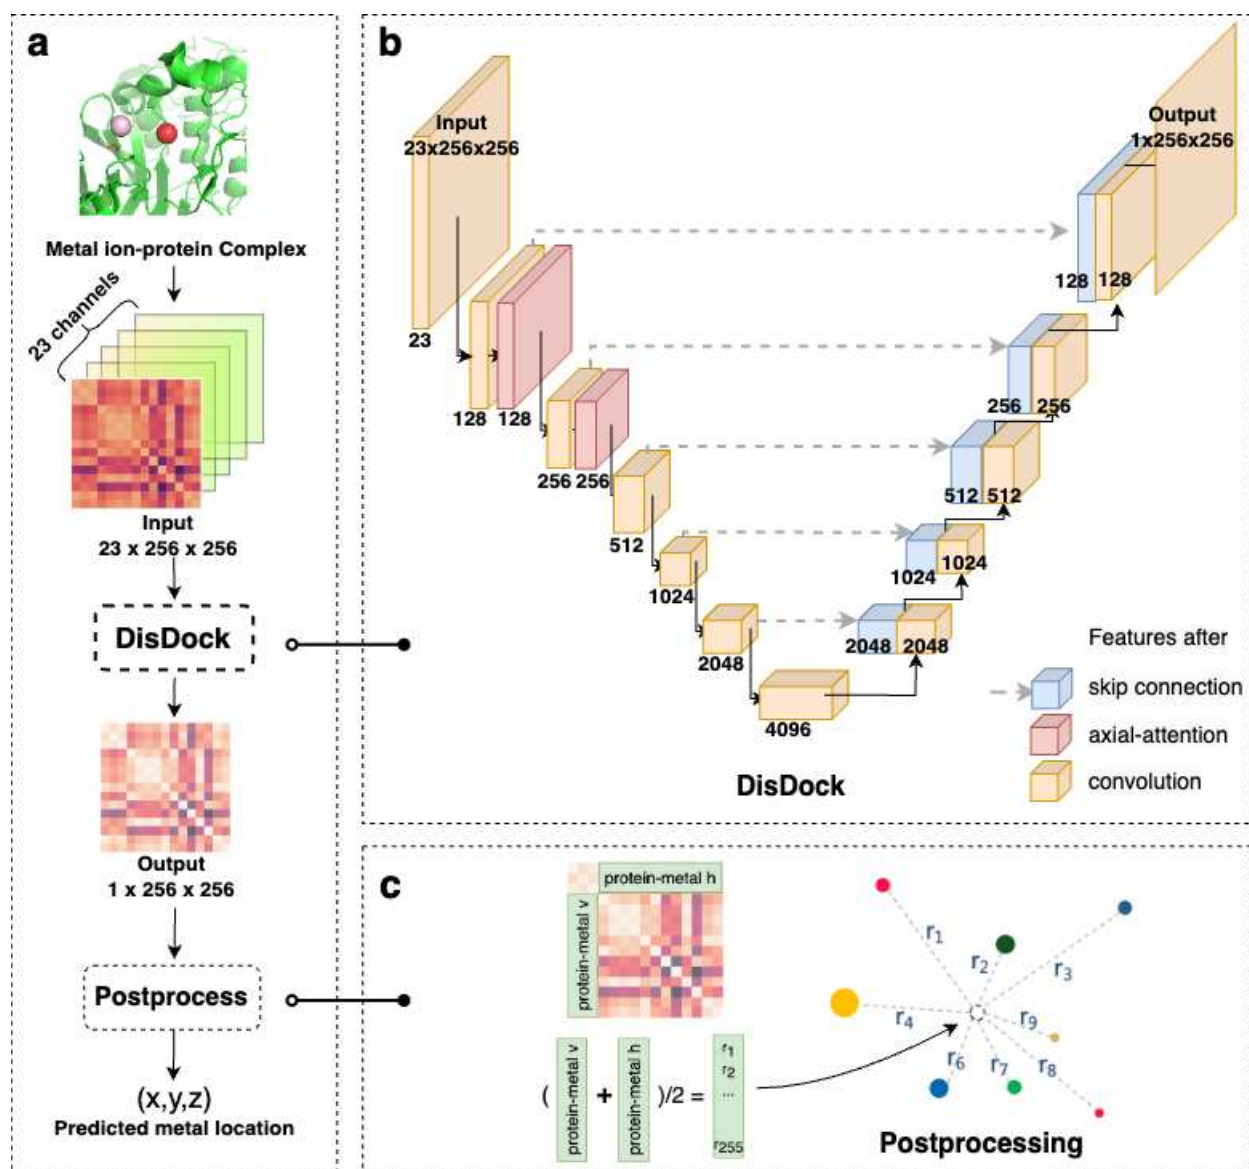 a
Metal ion-protein Complex
23 channels
Input
23 x 256 x 256
DisDock
Output
1 x 256 x 256
Postprocess
(x,y,z)
Predicted metal location
b
Input
23x256x256
23
128 128
256 256
512
1024
2048
4096
2048 2048
1024 1024
512 512
256 256
128 128
Output
1x256x256
Features after
skip connection
axial-attention
convolution
DisDock
c
protein-metal h
protein-metal v
( protein-metal v + protein-metal h )/2 =
r1
r2
...
r255
r1
r2
r3
r4
r9
r6
r7
r8
Postprocessing